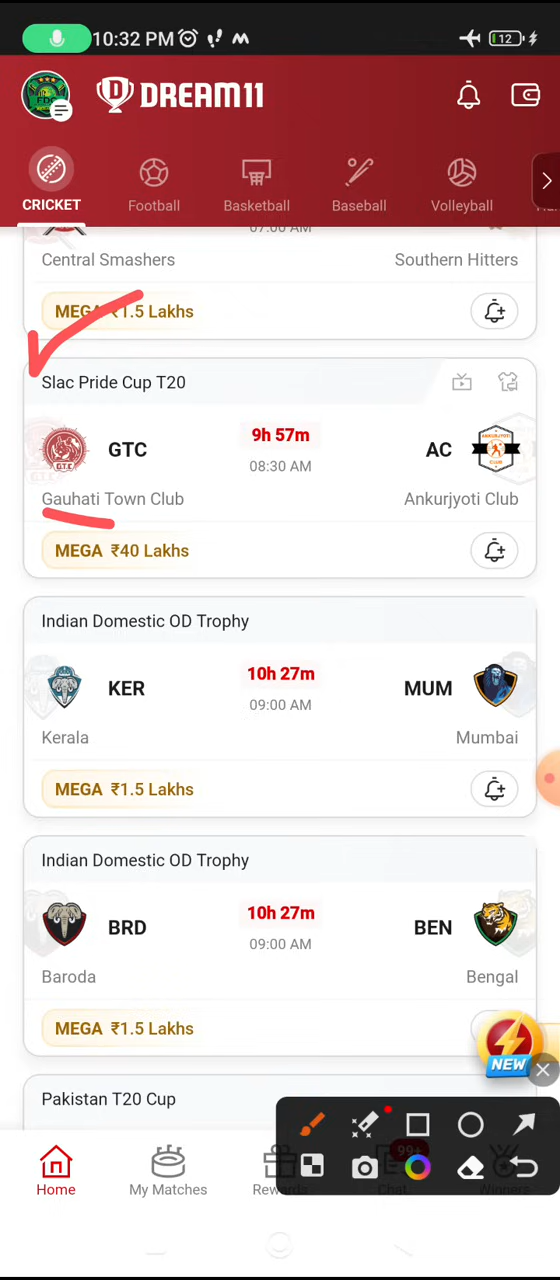 10:32 PM
12
DREAM11
CRICKET
Football
Basketball
Baseball
Volleyball
07:00 AM
Central Smashers
Southern Hitters
MEGA ₹1.5 Lakhs
Slac Pride Cup T20
GTC
9h 57m
AC
08:30 AM
Gauhati Town Club
Ankurjyoti Club
MEGA ₹40 Lakhs
Indian Domestic OD Trophy
KER
10h 27m
MUM
09:00 AM
Kerala
Mumbai
MEGA ₹1.5 Lakhs
Indian Domestic OD Trophy
BRD
10h 27m
BEN
09:00 AM
Baroda
Bengal
MEGA ₹1.5 Lakhs
NEW
Pakistan T20 Cup
99+
Home
My Matches
Rewards
Chat
Winners